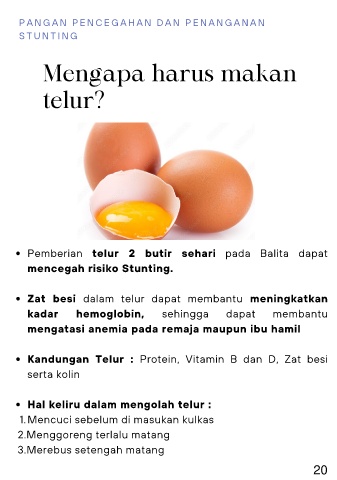 PANGAN PENCEGAHAN DAN PENANGANAN
STUNTING
Mengapa harus makan
telur?
• Pemberian telur 2 butir sehari pada Balita dapat
mencegah risiko Stunting.
• Zat besi dalam telur dapat membantu meningkatkan
kadar hemoglobin, sehingga dapat membantu
mengatasi anemia pada remaja maupun ibu hamil
• Kandungan Telur : Protein, Vitamin B dan D, Zat besi
serta kolin
• Hal keliru dalam mengolah telur :
1.Mencuci sebelum di masukan kulkas
2.Menggoreng terlalu matang
3.Merebus setengah matang
20